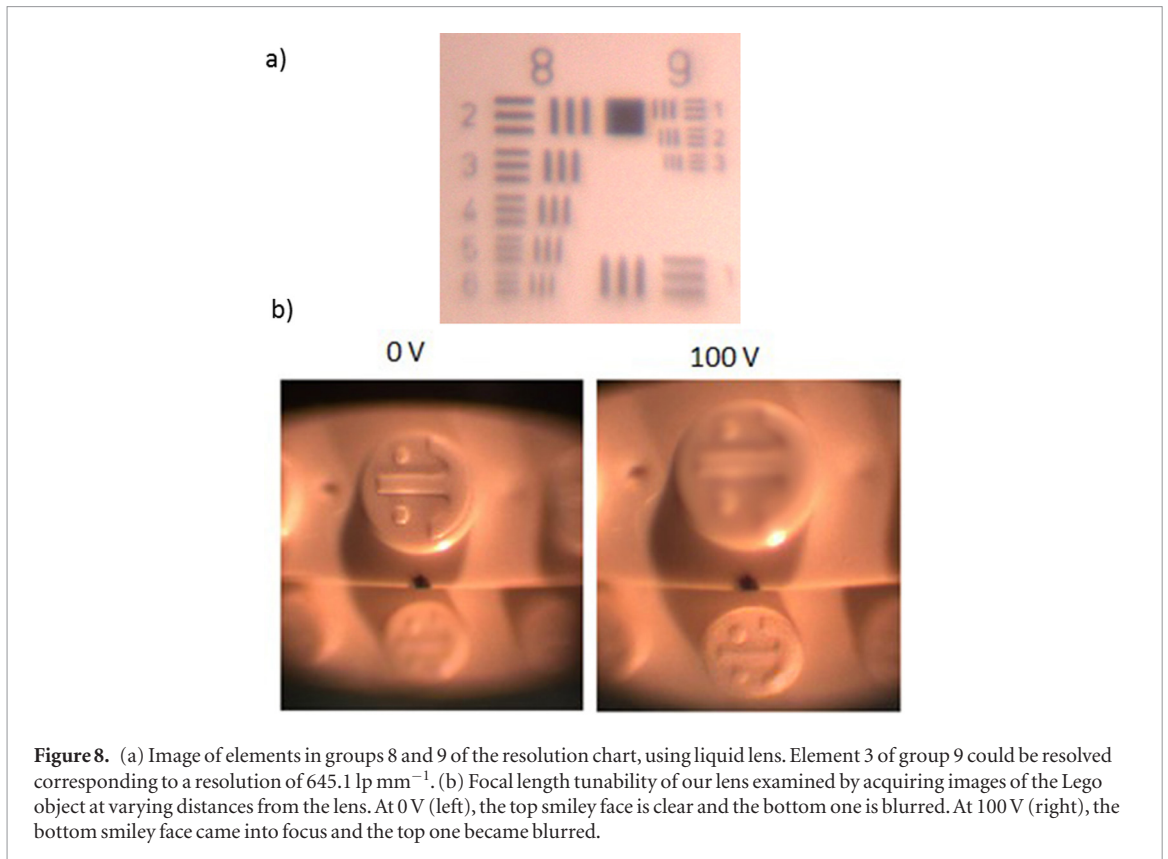 a)
8 9
2 1
2
3 3
4
5
6 1
b)
0 V 100 V
Figure 8. (a) Image of elements in groups 8 and 9 of the resolution chart, using liquid lens. Element 3 of group 9 could be resolved
corresponding to a resolution of 645.1 lp mm⁻¹. (b) Focal length tunability of our lens examined by acquiring images of the Lego
object at varying distances from the lens. At 0 V (left), the top smiley face is clear and the bottom one is blurred. At 100 V (right), the
bottom smiley face came into focus and the top one became blurred.